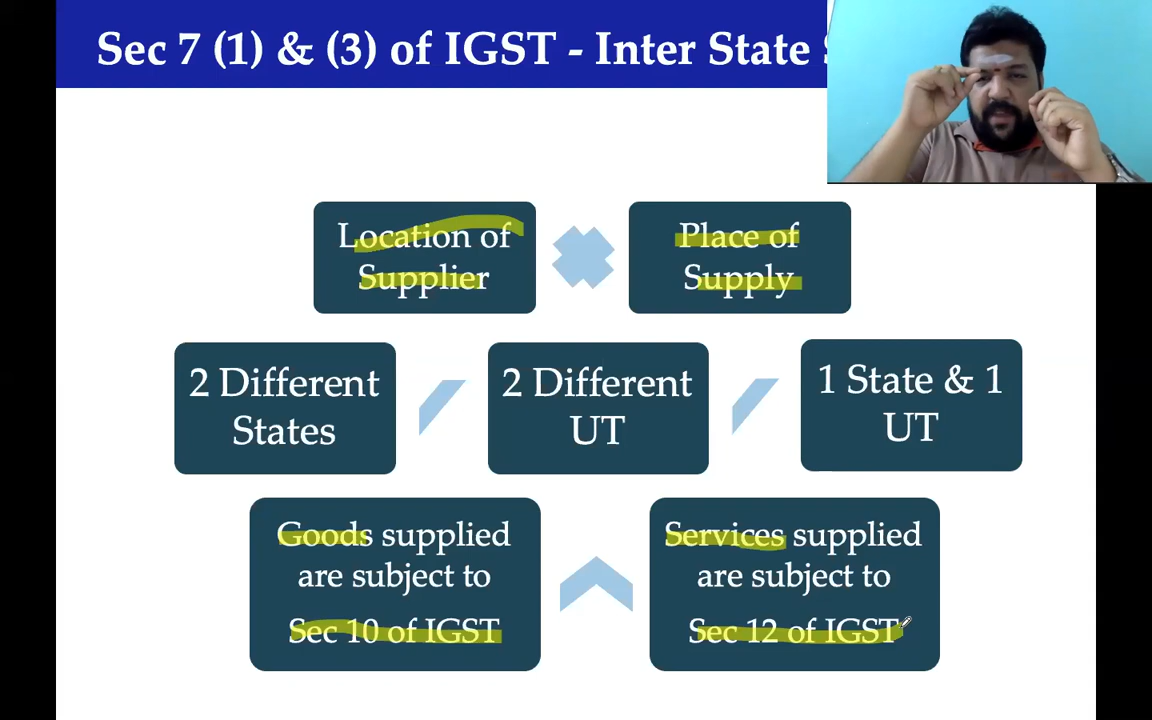 Sec 7 (1) & (3) of IGST - Inter State
Location of
Supplier
Place of
Supply
2 Different
States
2 Different
UT
1 State & 1
UT
Goods supplied
are subject to
Sec 10 of IGST
Services supplied
are subject to
Sec 12 of IGST